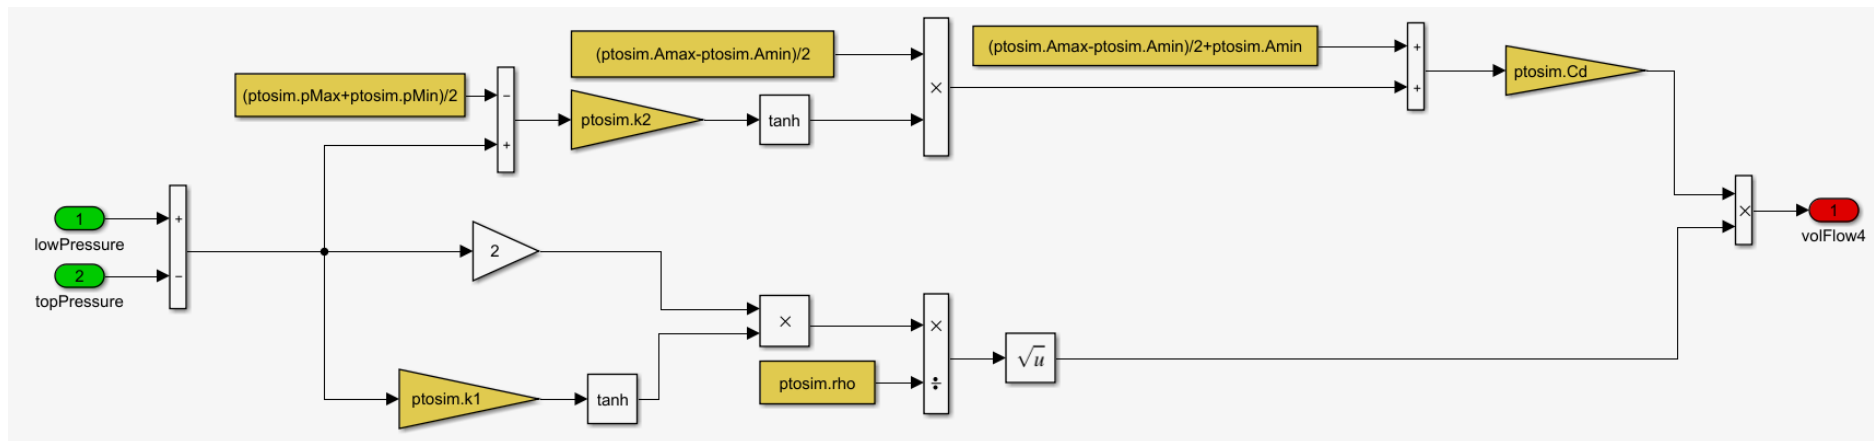 (ptosim.Amax-ptosim.Amin)/2
(ptosim.Amax-ptosim.Amin)/2+ptosim.Amin
+
+
ptosim.Cd
(ptosim.pMax+ptosim.pMin)/2
−
+
ptosim.k2
tanh
×
1
lowPressure
2
topPressure
+
−
2
×
1
volFlow4
×
ptosim.k1
tanh
ptosim.rho
×
÷
√u